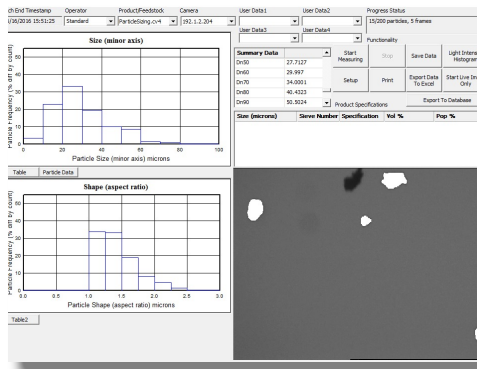 ch End Timestamp Operator Product/Feedstock Camera User Data1 User Data2 Progress Status
/16/2016 15:51:25 Standard ParticleSizing.cv4 192.1.2.204 15/200 particles, 5 frames
User Data3 User Data4 Functionality
Size (minor axis)
Particle Frequency (% diff by count)
50
40
30
20
10
0
0 20 40 60 80 100
Particle Size (minor axis) microns
Table Particle Data
Shape (aspect ratio)
Particle Frequency (% diff by count)
50
40
30
20
10
0
0.0 0.5 1.0 1.5 2.0 2.5 3.0
Particle Shape (aspect ratio) microns
Table2
Summary Data
Dn50 27.7127
Dn60 29.997
Dn70 34.0001
Dn80 40.4323
Dn90 50.5024
Start Measuring
Stop
Save Data
Light Intens
Histogram
Setup
Print
Export Data To Excel
Start Live Im
Only
Product Specifications
Export To Database
Size (microns) Sieve Number Specification Vol % Pop %